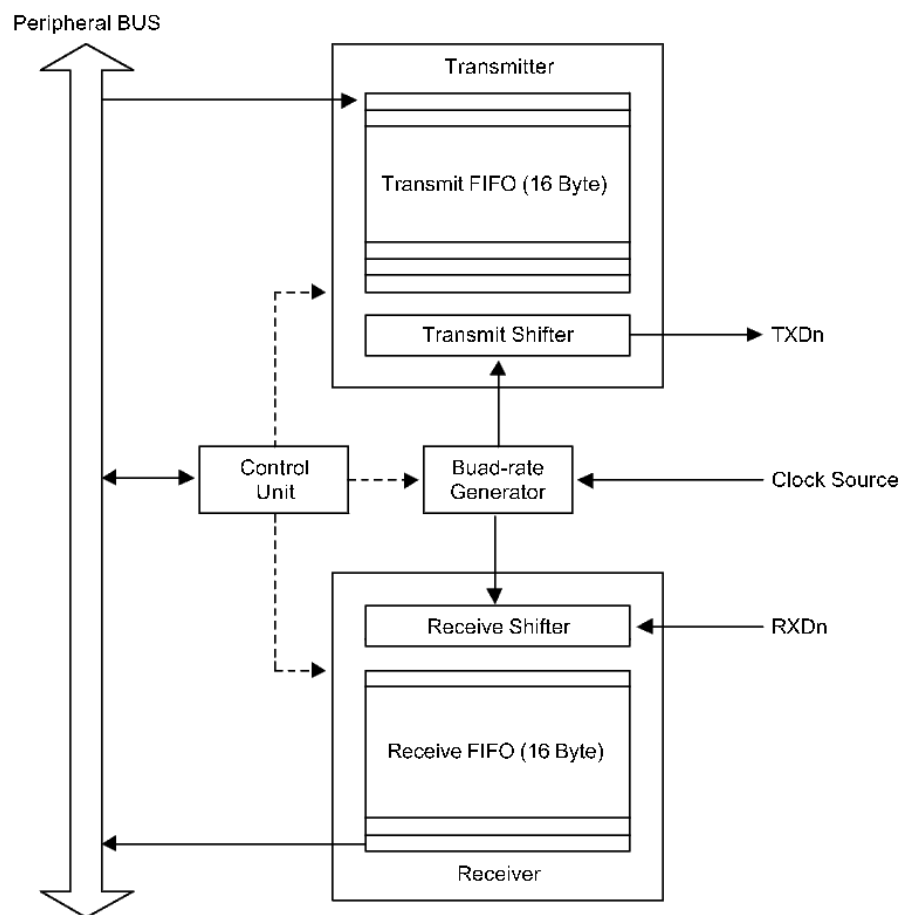 Peripheral BUS
Transmitter
Transmit FIFO (16 Byte)
Transmit Shifter
TXDn
Control
Unit
Buad-rate
Generator
Clock Source
Receive Shifter
RXDn
Receive FIFO (16 Byte)
Receiver